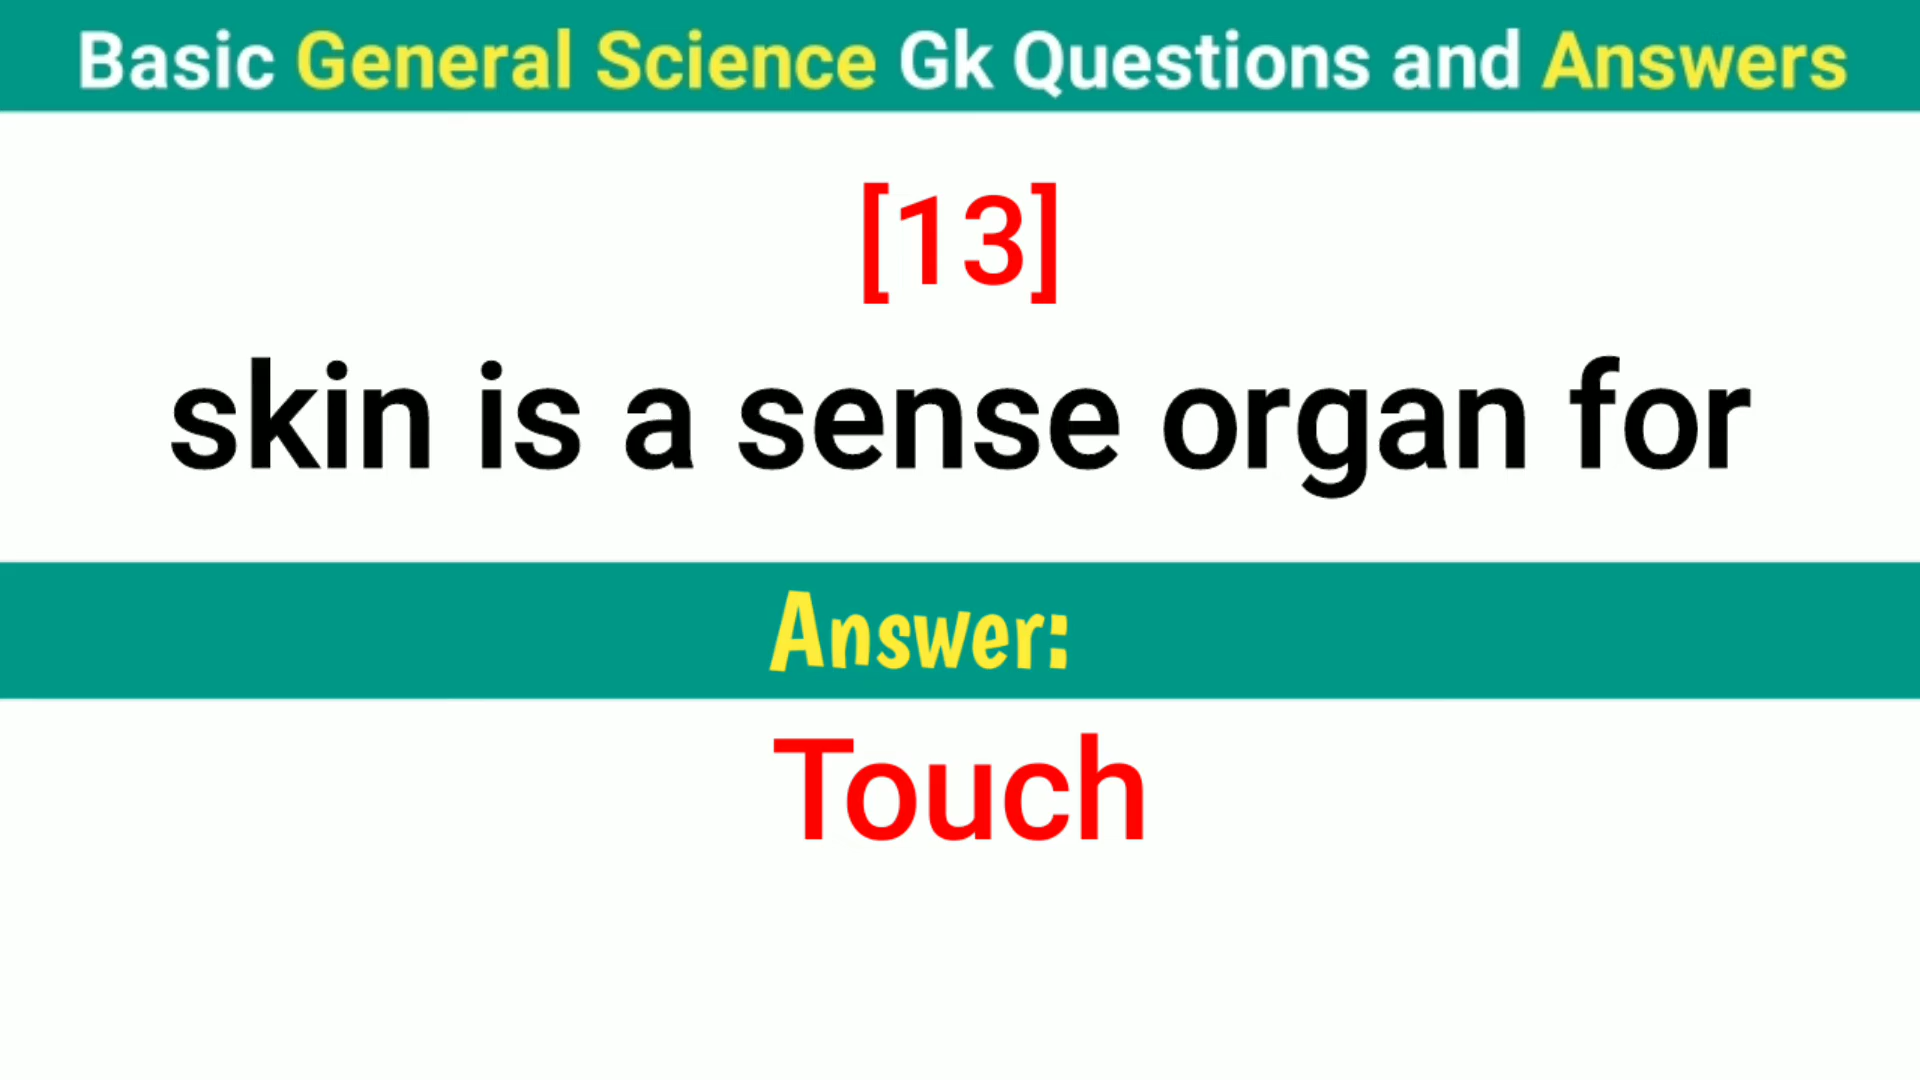 Basic General Science Gk Questions and Answers
[13]
skin is a sense organ for
Answer:
Touch